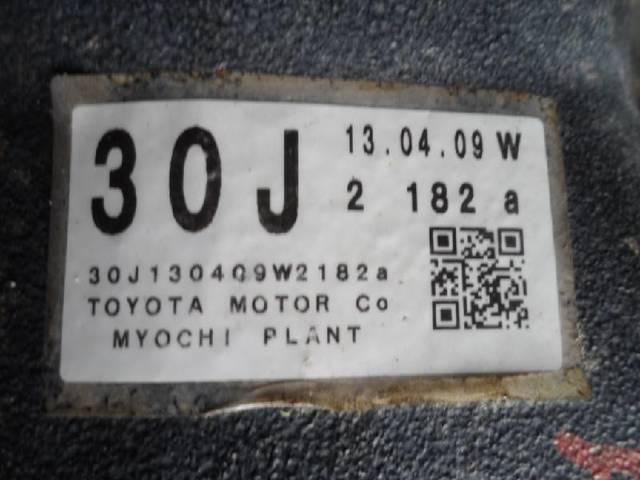 30J 13.04.09 W
2 182 a
30J130409W2182a
TOYOTA MOTOR Co
MYOCHI PLANT